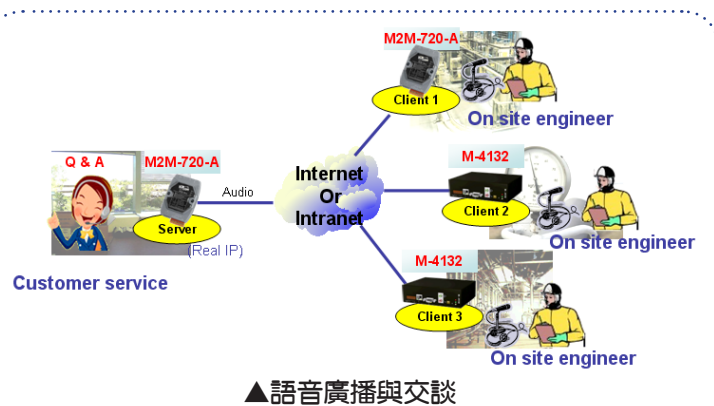 M2M-720-A
Client 1
On site engineer
Q & A
M2M-720-A
Audio
Server
(Real IP)
Customer service
Internet
Or
Intranet
M-4132
Client 2
On site engineer
M-4132
Client 3
On site engineer
▲語音廣播與交談